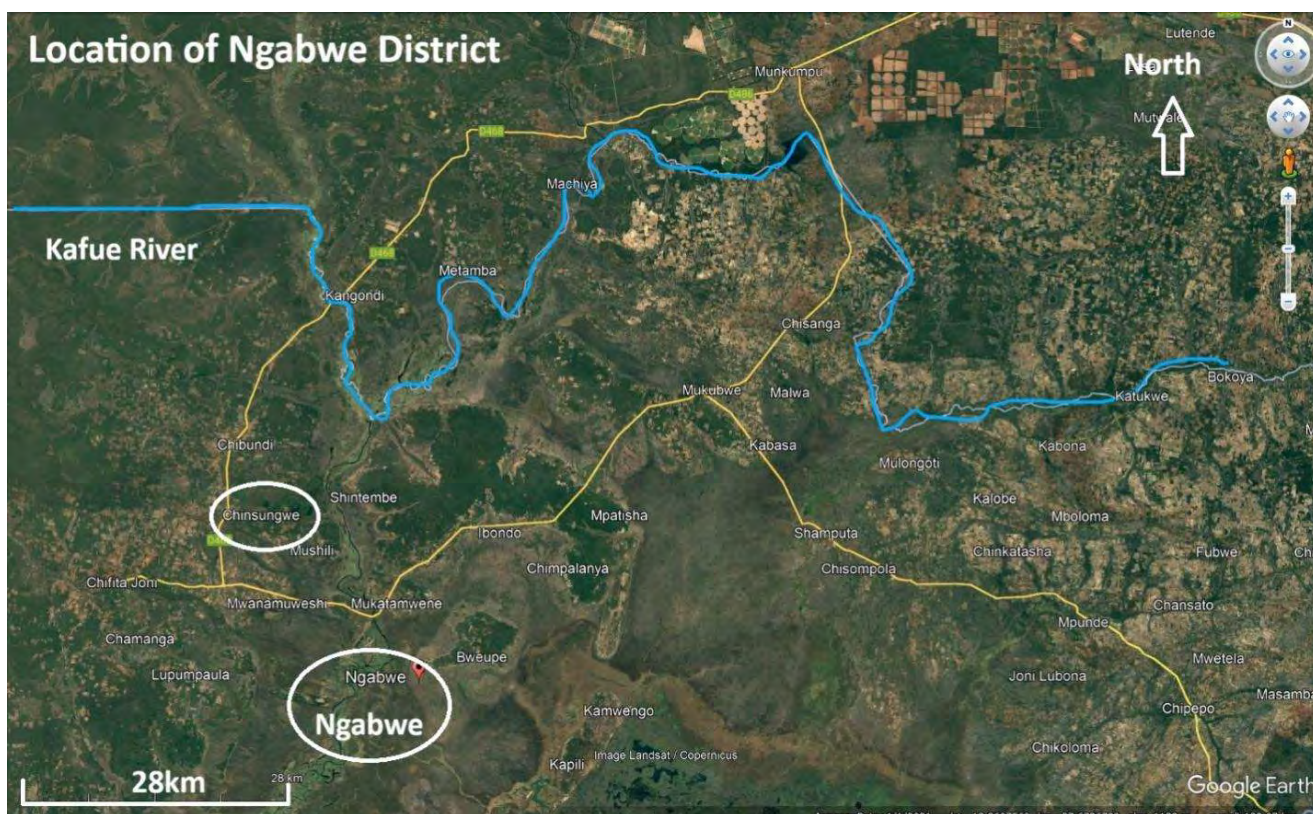 Location of Ngabwe District
N
Lutende
North
Munkumpu
D486
D468
Machiya
Kafue River
D468
Metamba
Kangondi
Chisanga
Mukubwe
Malwa
Bokoya
Katukwe
Chibundi
Kabasa
Kabona
Mulongoti
Shintembe
Kalobe
Chinsungwe
Mpatisha
Mboloma
Mushili
Ibondo
Shamputa
Chinkatasha
Fubwe
Chimpalanya
Chisompola
Chifita Joni
Mwanamuweshi
Mukatamwene
Chansato
Mpunde
Chamanga
Bweupe
Mwetela
Lupumpaula
Ngabwe
Joni Lubona
Masamba
Ngabwe
Kamwengo
Chipepo
Chikoloma
Image Landsat / Copernicus
Kapili
28km
28 km
Google Earth